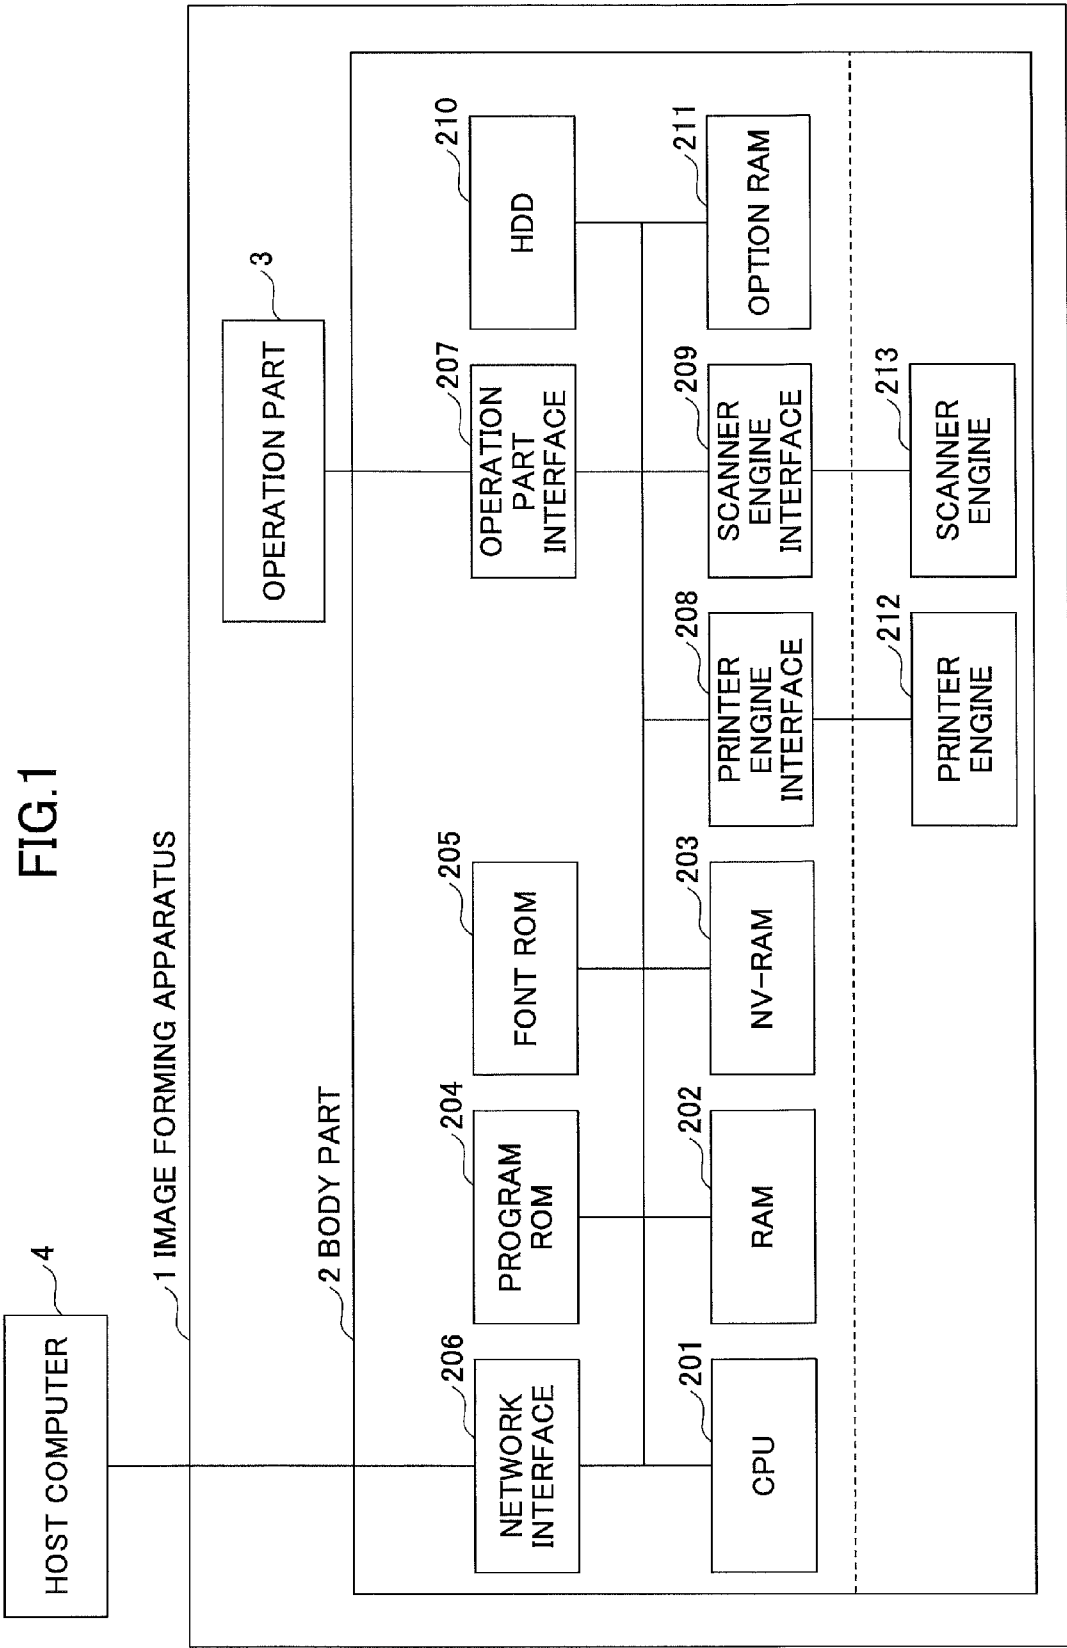 FIG.1
HOST COMPUTER
4
1 IMAGE FORMING APPARATUS
OPERATION PART
3
2 BODY PART
NETWORK
INTERFACE
206
PROGRAM
ROM
204
FONT ROM
205
OPERATION
PART
INTERFACE
207
HDD
210
CPU
201
RAM
202
NV-RAM
203
PRINTER
ENGINE
INTERFACE
208
SCANNER
ENGINE
INTERFACE
209
OPTION RAM
211
PRINTER
ENGINE
212
SCANNER
ENGINE
213